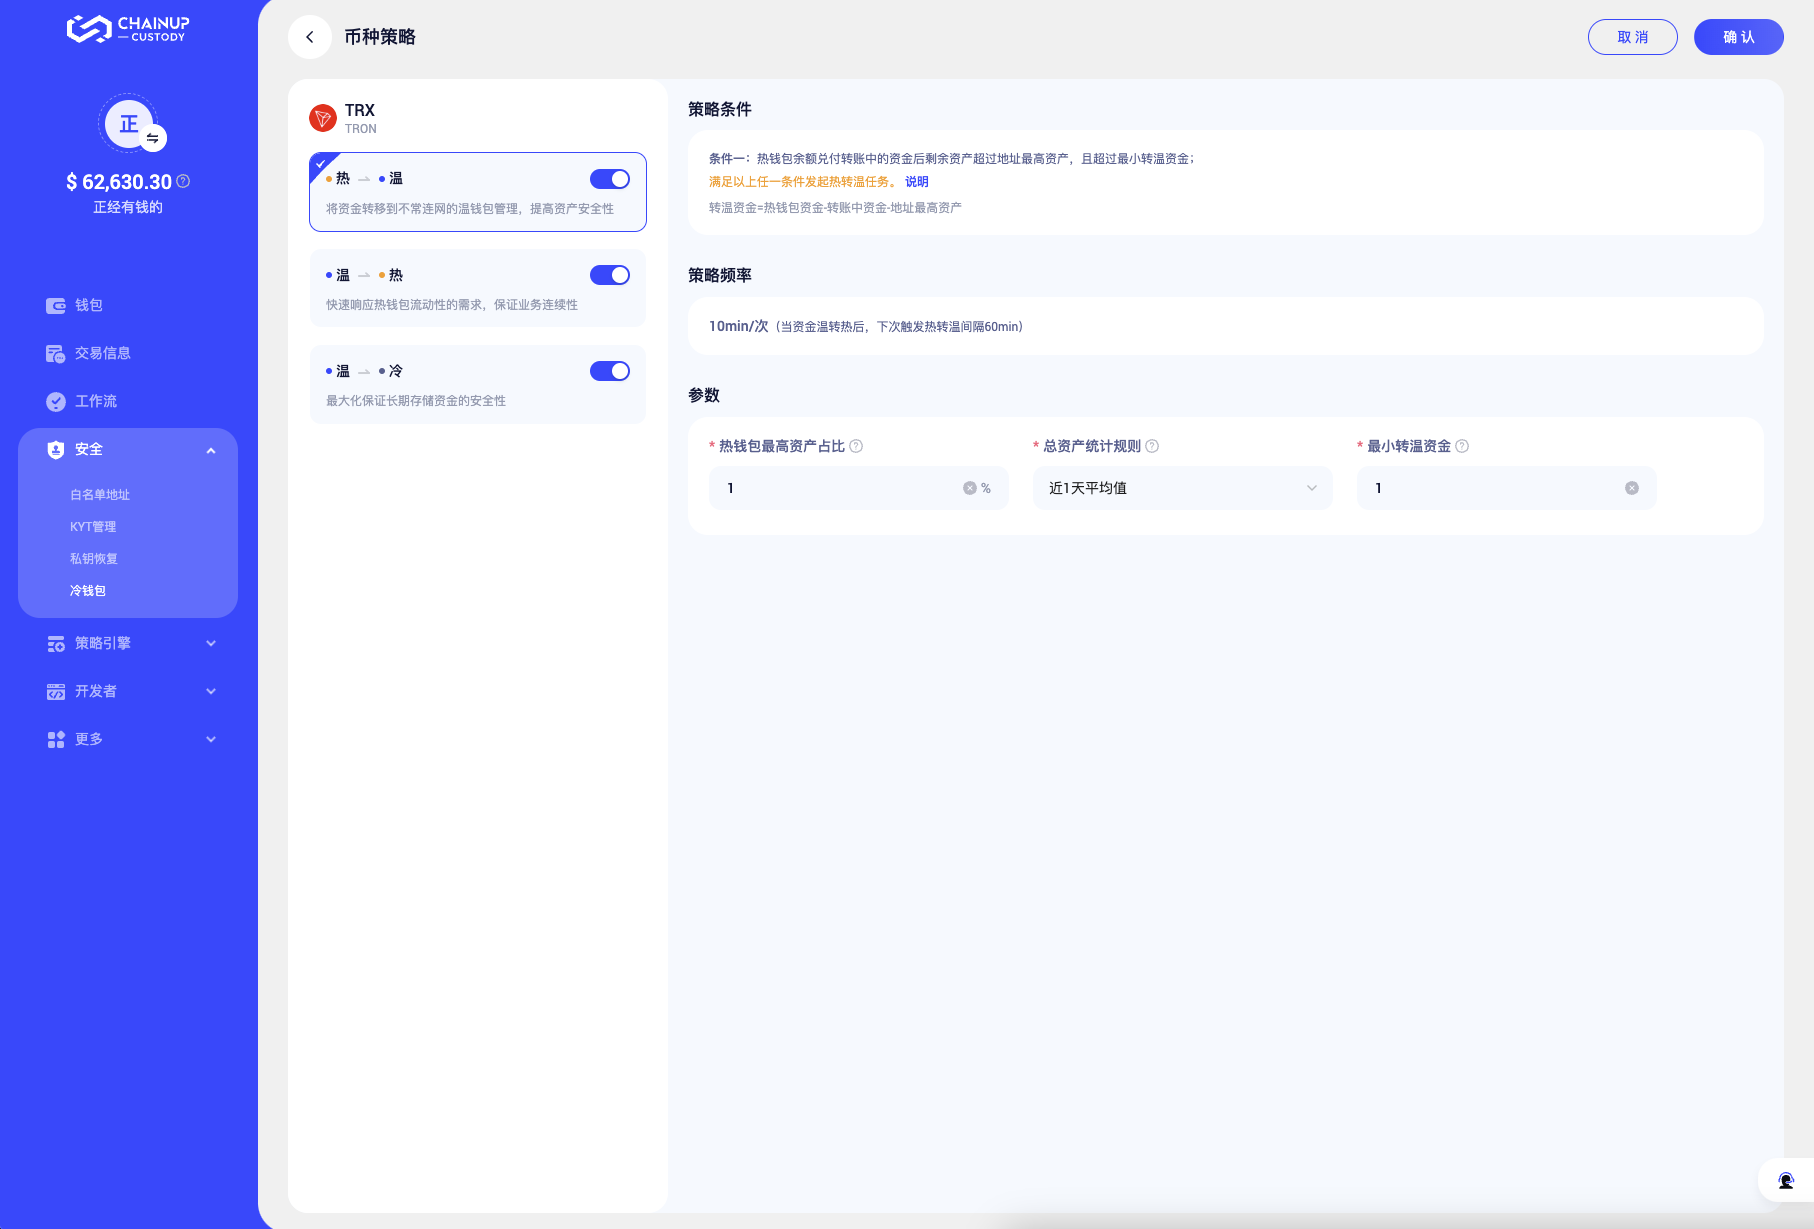 CHAINUP
CUSTODY
正
$ 62,630.30
正经有钱的
钱包
交易信息
工作流
安全
白名单地址
KYT管理
私钥恢复
冷钱包
策略引擎
开发者
更多
币种策略
取 消
确 认
TRX
TRON
热 温
将资金转移到不常连网的温钱包管理，提高资产安全性
温 热
快速响应热钱包流动性的需求，保证业务连续性
温 冷
最大化保证长期存储资金的安全性
策略条件
条件一：热钱包余额兑付转账中的资金后剩余资产超过地址最高资产，且超过最小转温资金；
满足以上任一条件发起热转温任务。 说明
转温资金=热钱包资金-转账中资金-地址最高资产
策略频率
10min/次（当资金温转热后，下次触发热转温间隔60min）
参数
* 热钱包最高资产占比
1 %
* 总资产统计规则
近1天平均值
* 最小转温资金
1